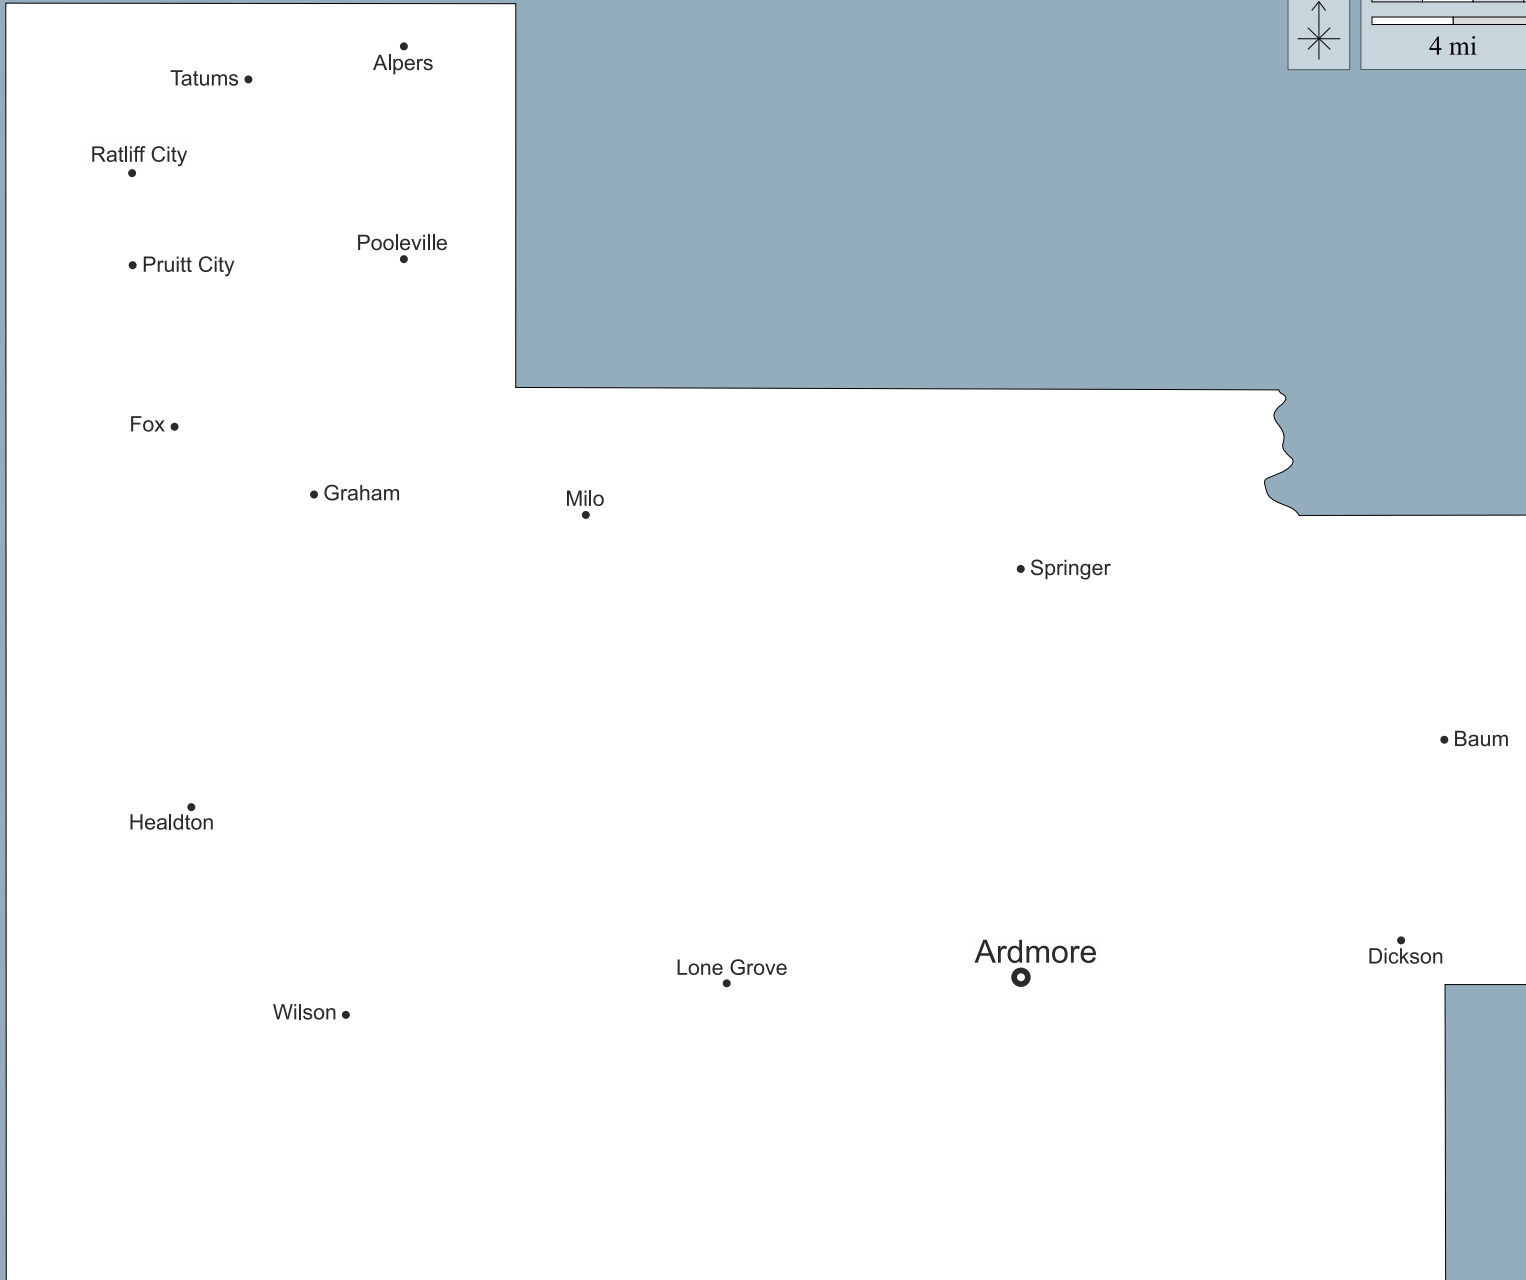 4 mi
Alpers
Tatums
Ratliff City
Pooleville
Pruitt City
Fox
Graham
Milo
Springer
Baum
Healdton
Ardmore
Dickson
Lone Grove
Wilson